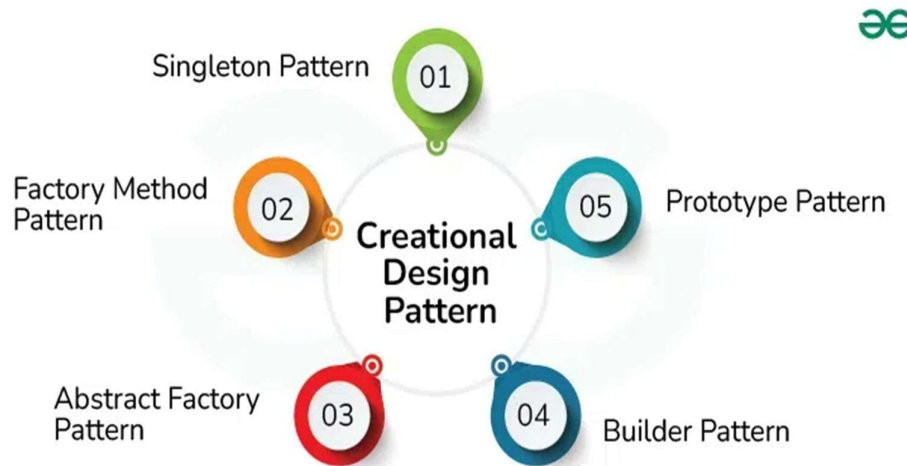 Singleton Pattern
01
Factory Method
Pattern
02
05
Prototype Pattern
Creational
Design
Pattern
Abstract Factory
Pattern
03
04
Builder Pattern